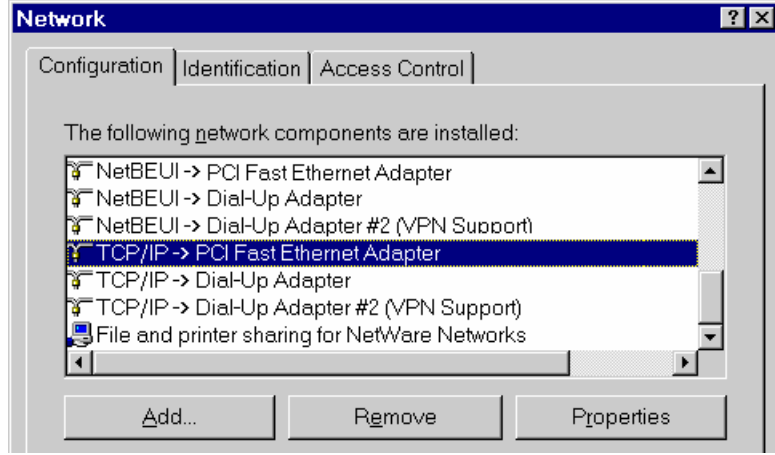 Network
Configuration Identification Access Control
The following network components are installed:
NetBEUI -> PCI Fast Ethernet Adapter
NetBEUI -> Dial-Up Adapter
NetBEUI -> Dial-Up Adapter #2 (VPN Support)
TCP/IP -> PCI Fast Ethernet Adapter
TCP/IP -> Dial-Up Adapter
TCP/IP -> Dial-Up Adapter #2 (VPN Support)
File and printer sharing for NetWare Networks
Add... Remove Properties